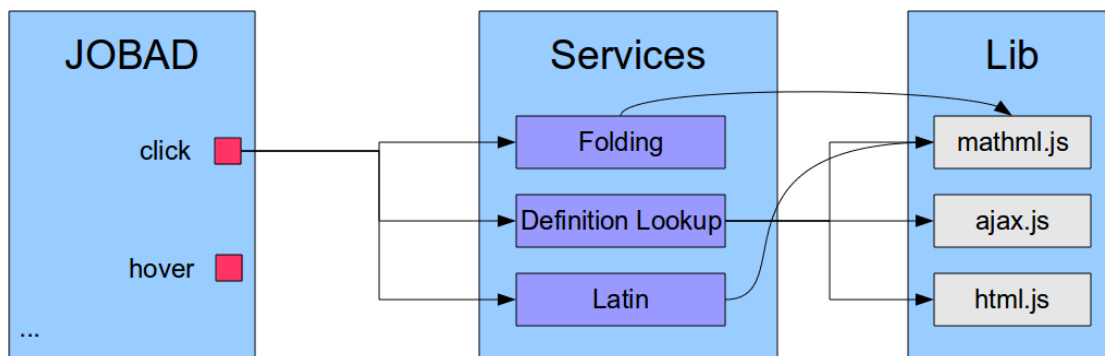 JOBAD
click
hover
...
Services
Folding
Definition Lookup
Latin
Lib
mathml.js
ajax.js
html.js